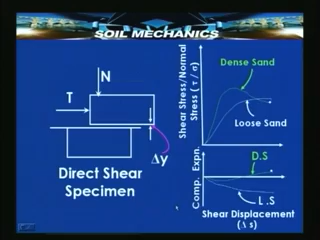 SOIL MECHANICS
N
T
Δy
Direct Shear
Specimen
Shear Stress/Normal
Stress ( τ / σ )
Dense Sand
Loose Sand
Comp. Expn.
D.S
L .S
Shear Displacement
(Δ s)